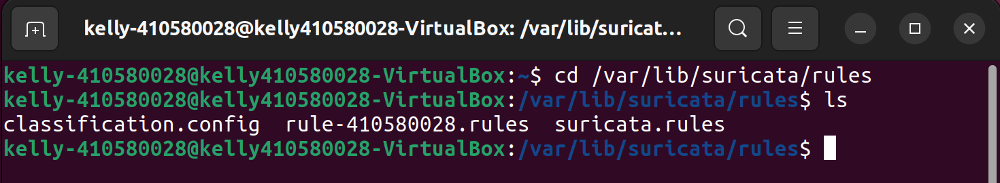 kelly-410580028@kelly410580028-VirtualBox: /var/lib/suricat…
kelly-410580028@kelly410580028-VirtualBox:~$ cd /var/lib/suricata/rules
kelly-410580028@kelly410580028-VirtualBox:/var/lib/suricata/rules$ ls
classification.config  rule-410580028.rules  suricata.rules
kelly-410580028@kelly410580028-VirtualBox:/var/lib/suricata/rules$